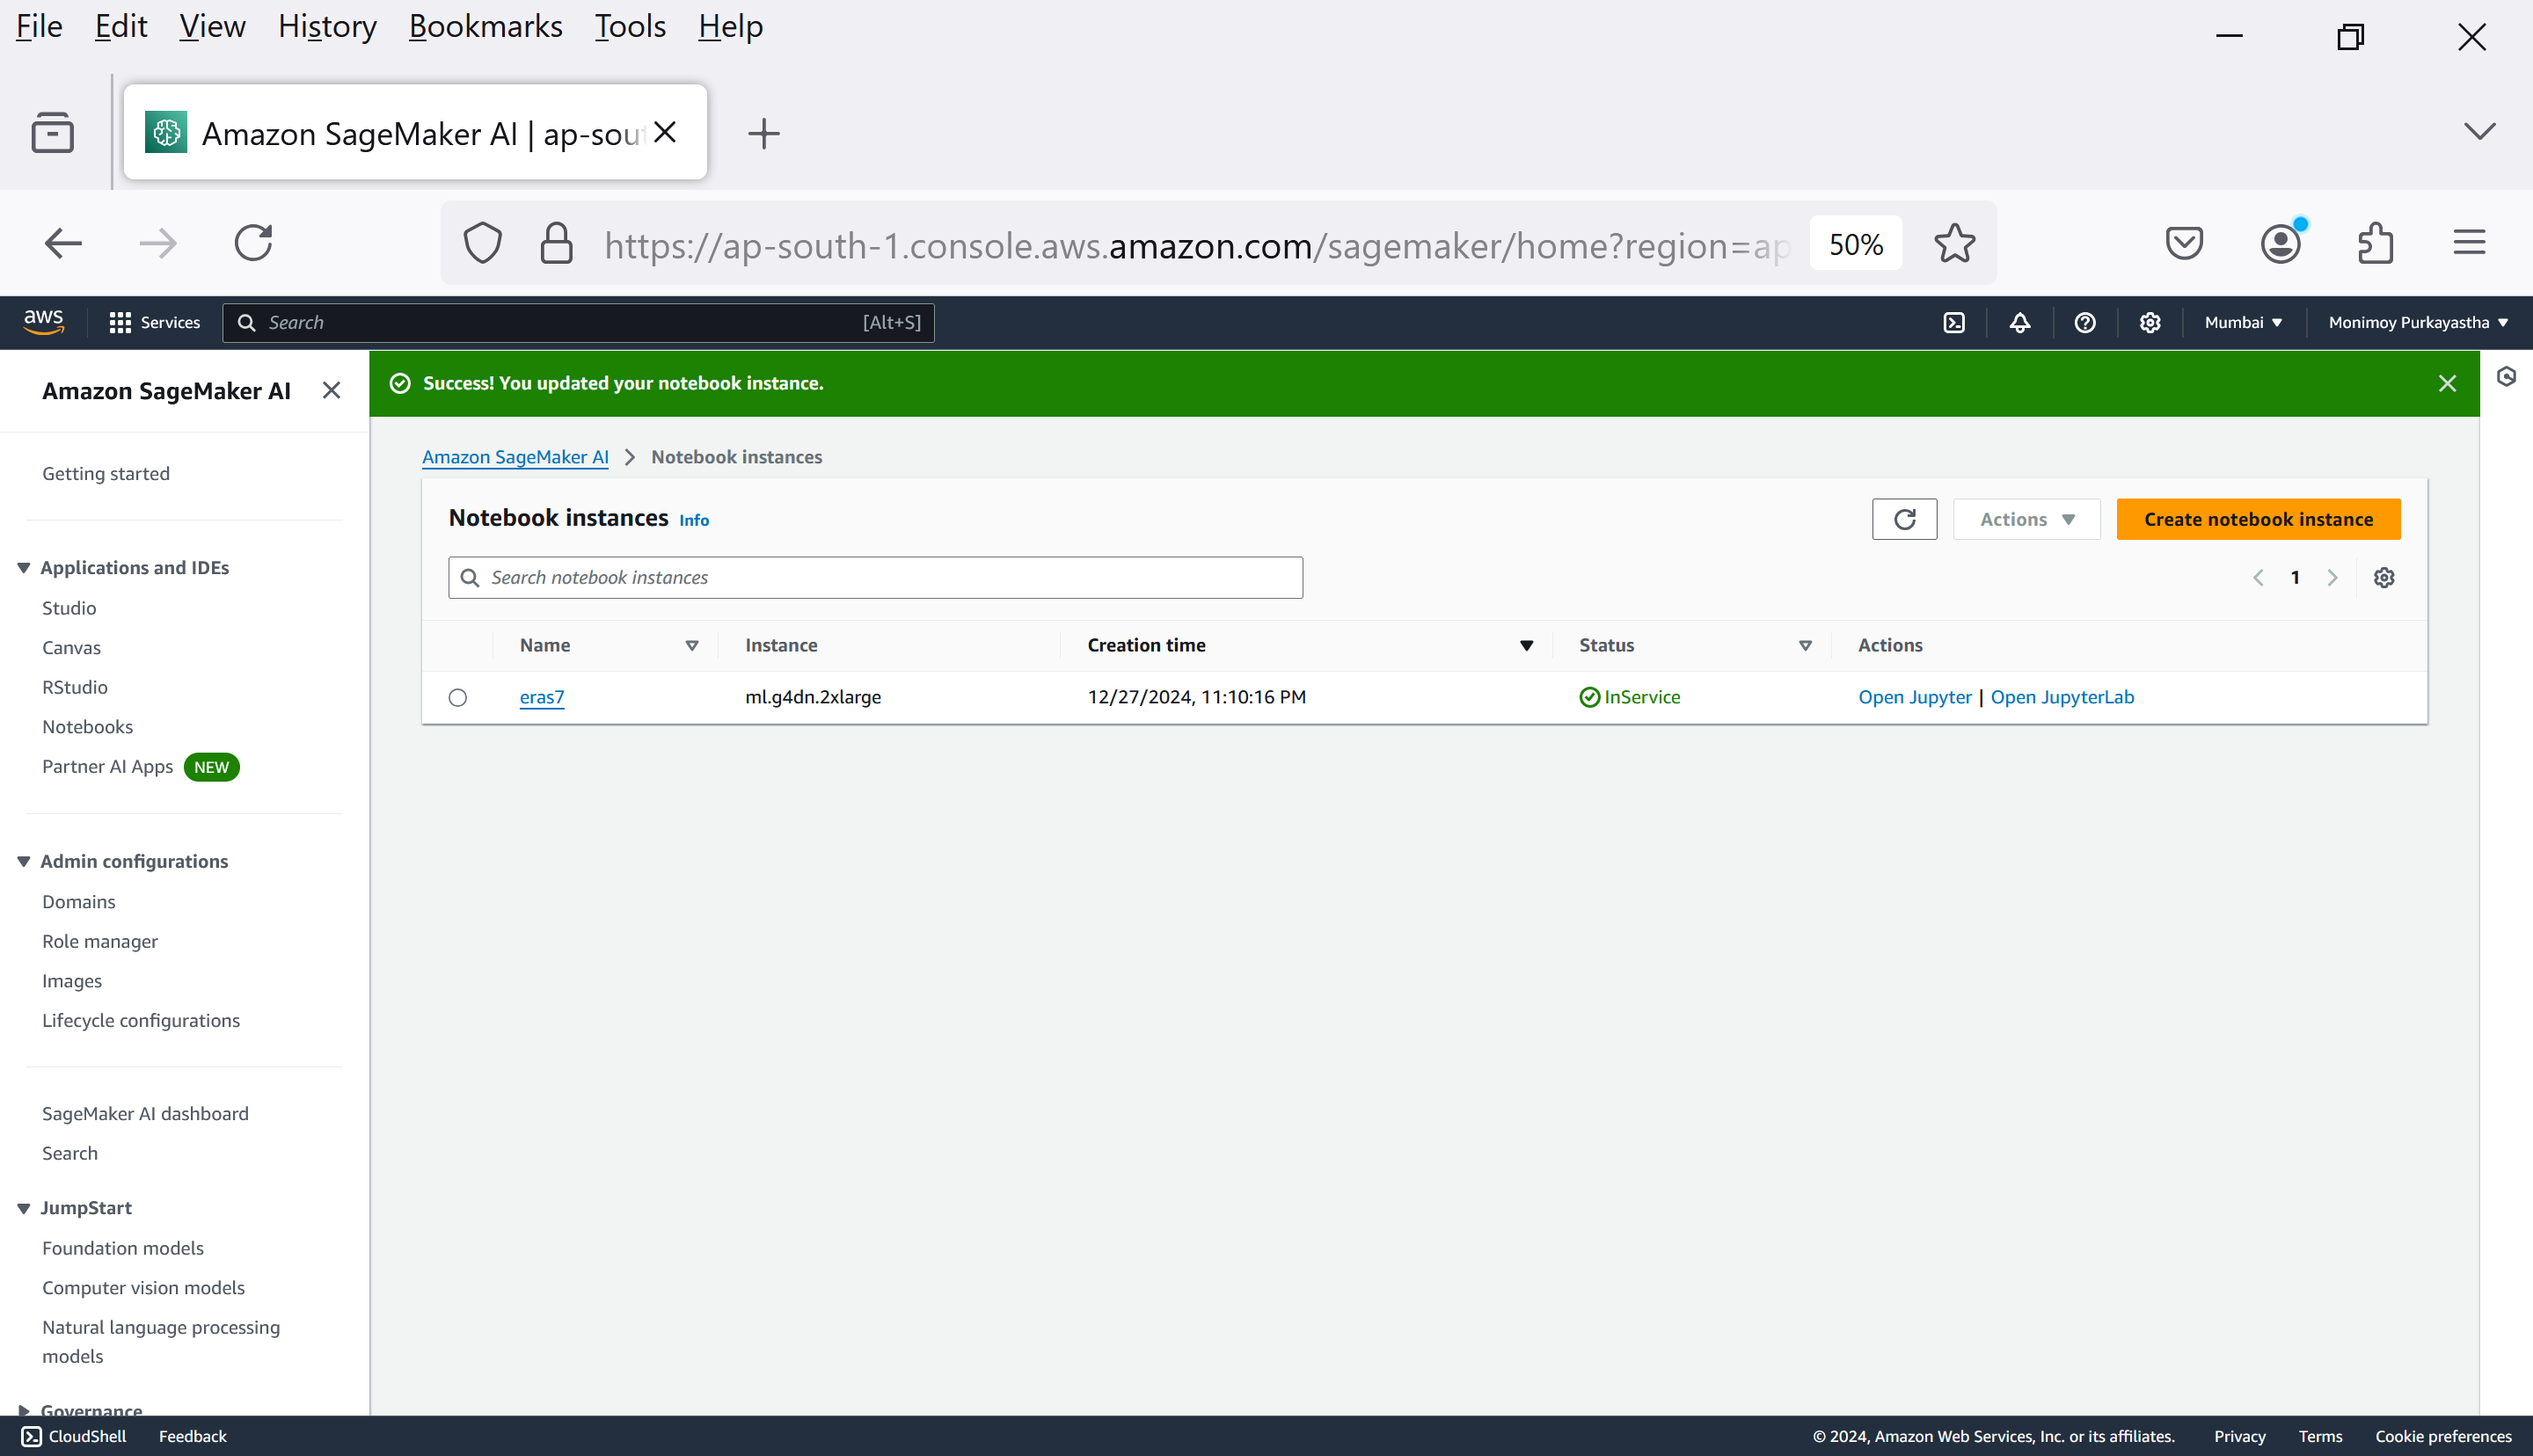 File Edit View History Bookmarks Tools Help
Amazon SageMaker AI | ap-sou
https://ap-south-1.console.aws.amazon.com/sagemaker/home?region=ap 50%
aws Services Search [Alt+S] Mumbai Monimoy Purkayastha
Amazon SageMaker AI
Getting started
Applications and IDEs
Studio
Canvas
RStudio
Notebooks
Partner AI Apps NEW
Admin configurations
Domains
Role manager
Images
Lifecycle configurations
SageMaker AI dashboard
Search
JumpStart
Foundation models
Computer vision models
Natural language processing
models
Governance
Success! You updated your notebook instance.
Amazon SageMaker AI > Notebook instances
Notebook instances Info Actions Create notebook instance
Search notebook instances 1
Name Instance Creation time Status Actions
eras7 ml.g4dn.2xlarge 12/27/2024, 11:10:16 PM InService Open Jupyter | Open JupyterLab
CloudShell Feedback © 2024, Amazon Web Services, Inc. or its affiliates. Privacy Terms Cookie preferences